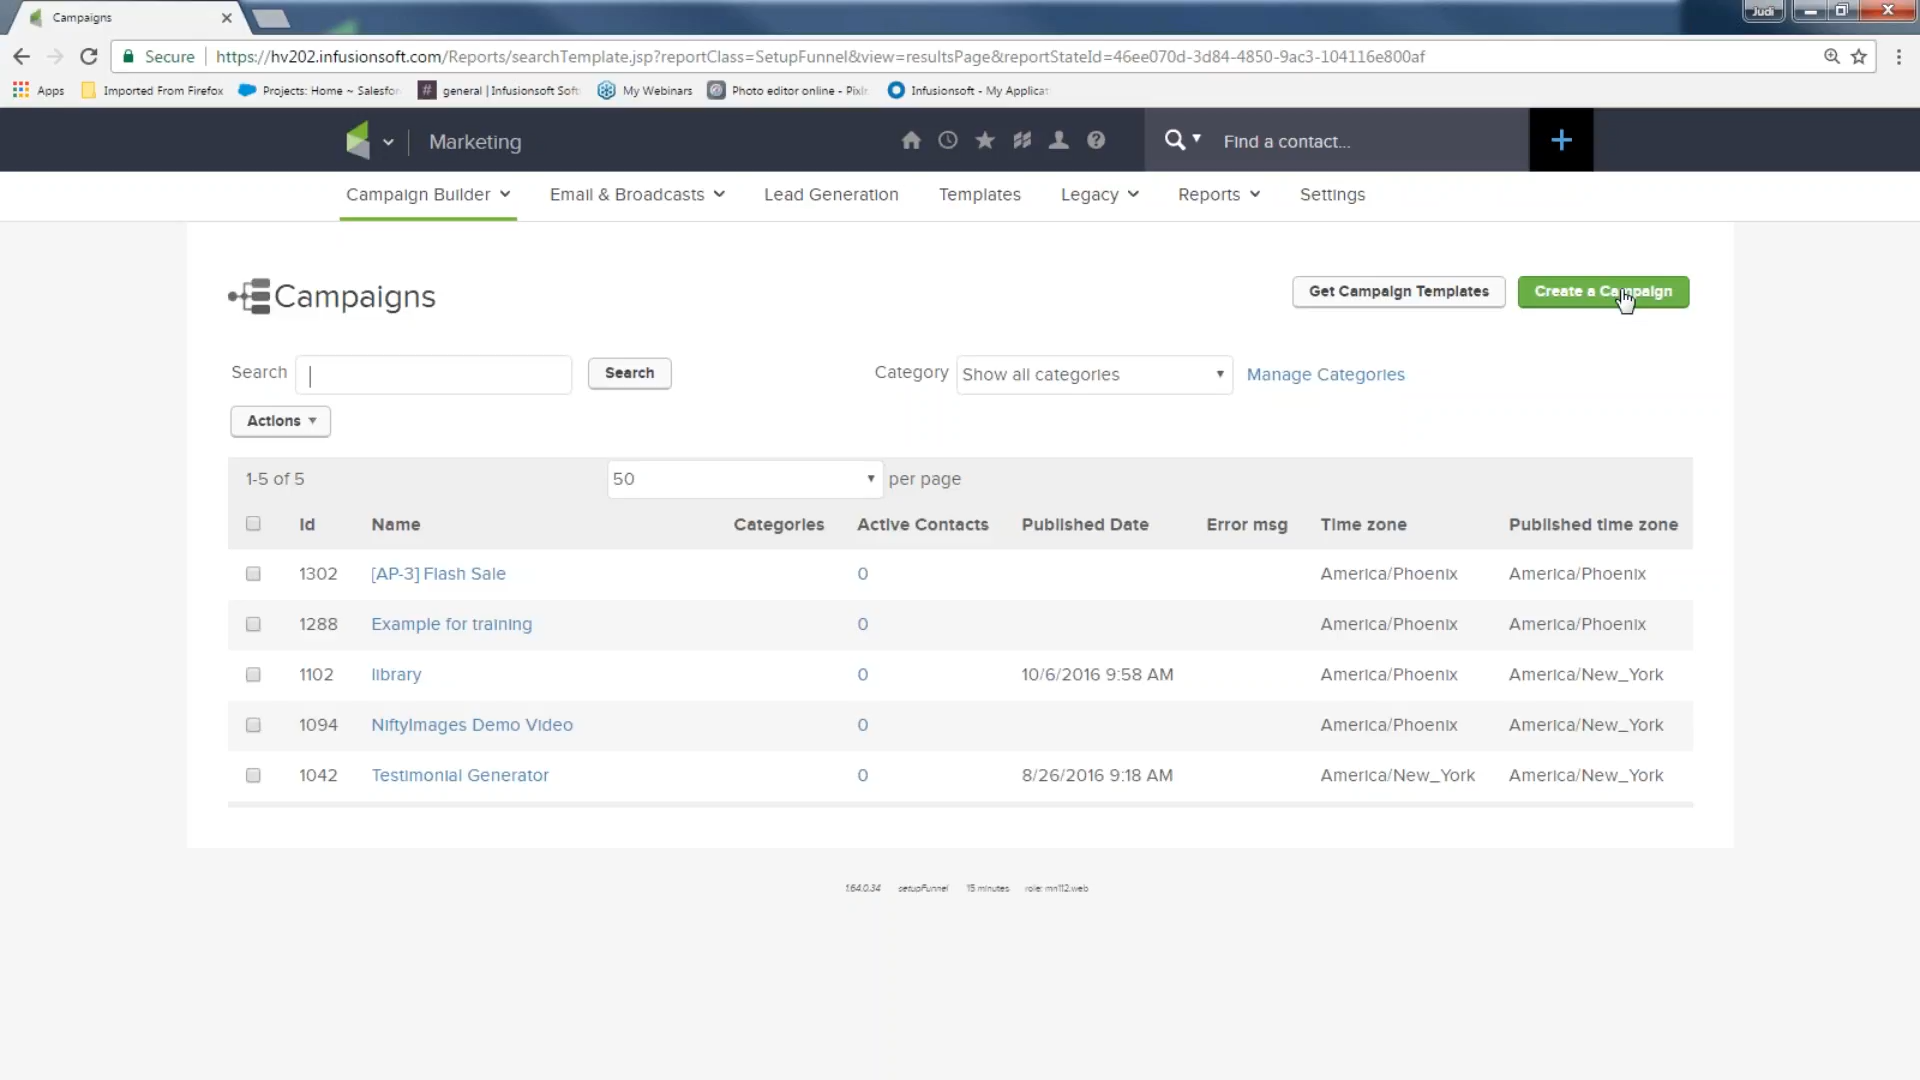 Campaigns
Judi
Secure https://hv202.infusionsoft.com/Reports/searchTemplate.jsp?reportClass=SetupFunnel&view=resultsPage&reportStateId=46ee070d-3d84-4850-9ac3-104116e800af
Apps Imported From Firefox Projects: Home ~ Salesfor # general | Infusionsoft Soft My Webinars Photo editor online - Pixlr Infusionsoft - My Applicat
Marketing Find a contact...
Campaign Builder Email & Broadcasts Lead Generation Templates Legacy Reports Settings
Campaigns Get Campaign Templates Create a Campaign
Search Search Category Show all categories Manage Categories
Actions
1-5 of 5 50 per page
Id Name Categories Active Contacts Published Date Error msg Time zone Published time zone
1302 [AP-3] Flash Sale 0 America/Phoenix America/Phoenix
1288 Example for training 0 America/Phoenix America/Phoenix
1102 library 0 10/6/2016 9:58 AM America/Phoenix America/New_York
1094 NiftyImages Demo Video 0 America/Phoenix America/New_York
1042 Testimonial Generator 0 8/26/2016 9:18 AM America/New_York America/New_York
1.64.0.34 setupFunnel 15 minutes role: mn112.web